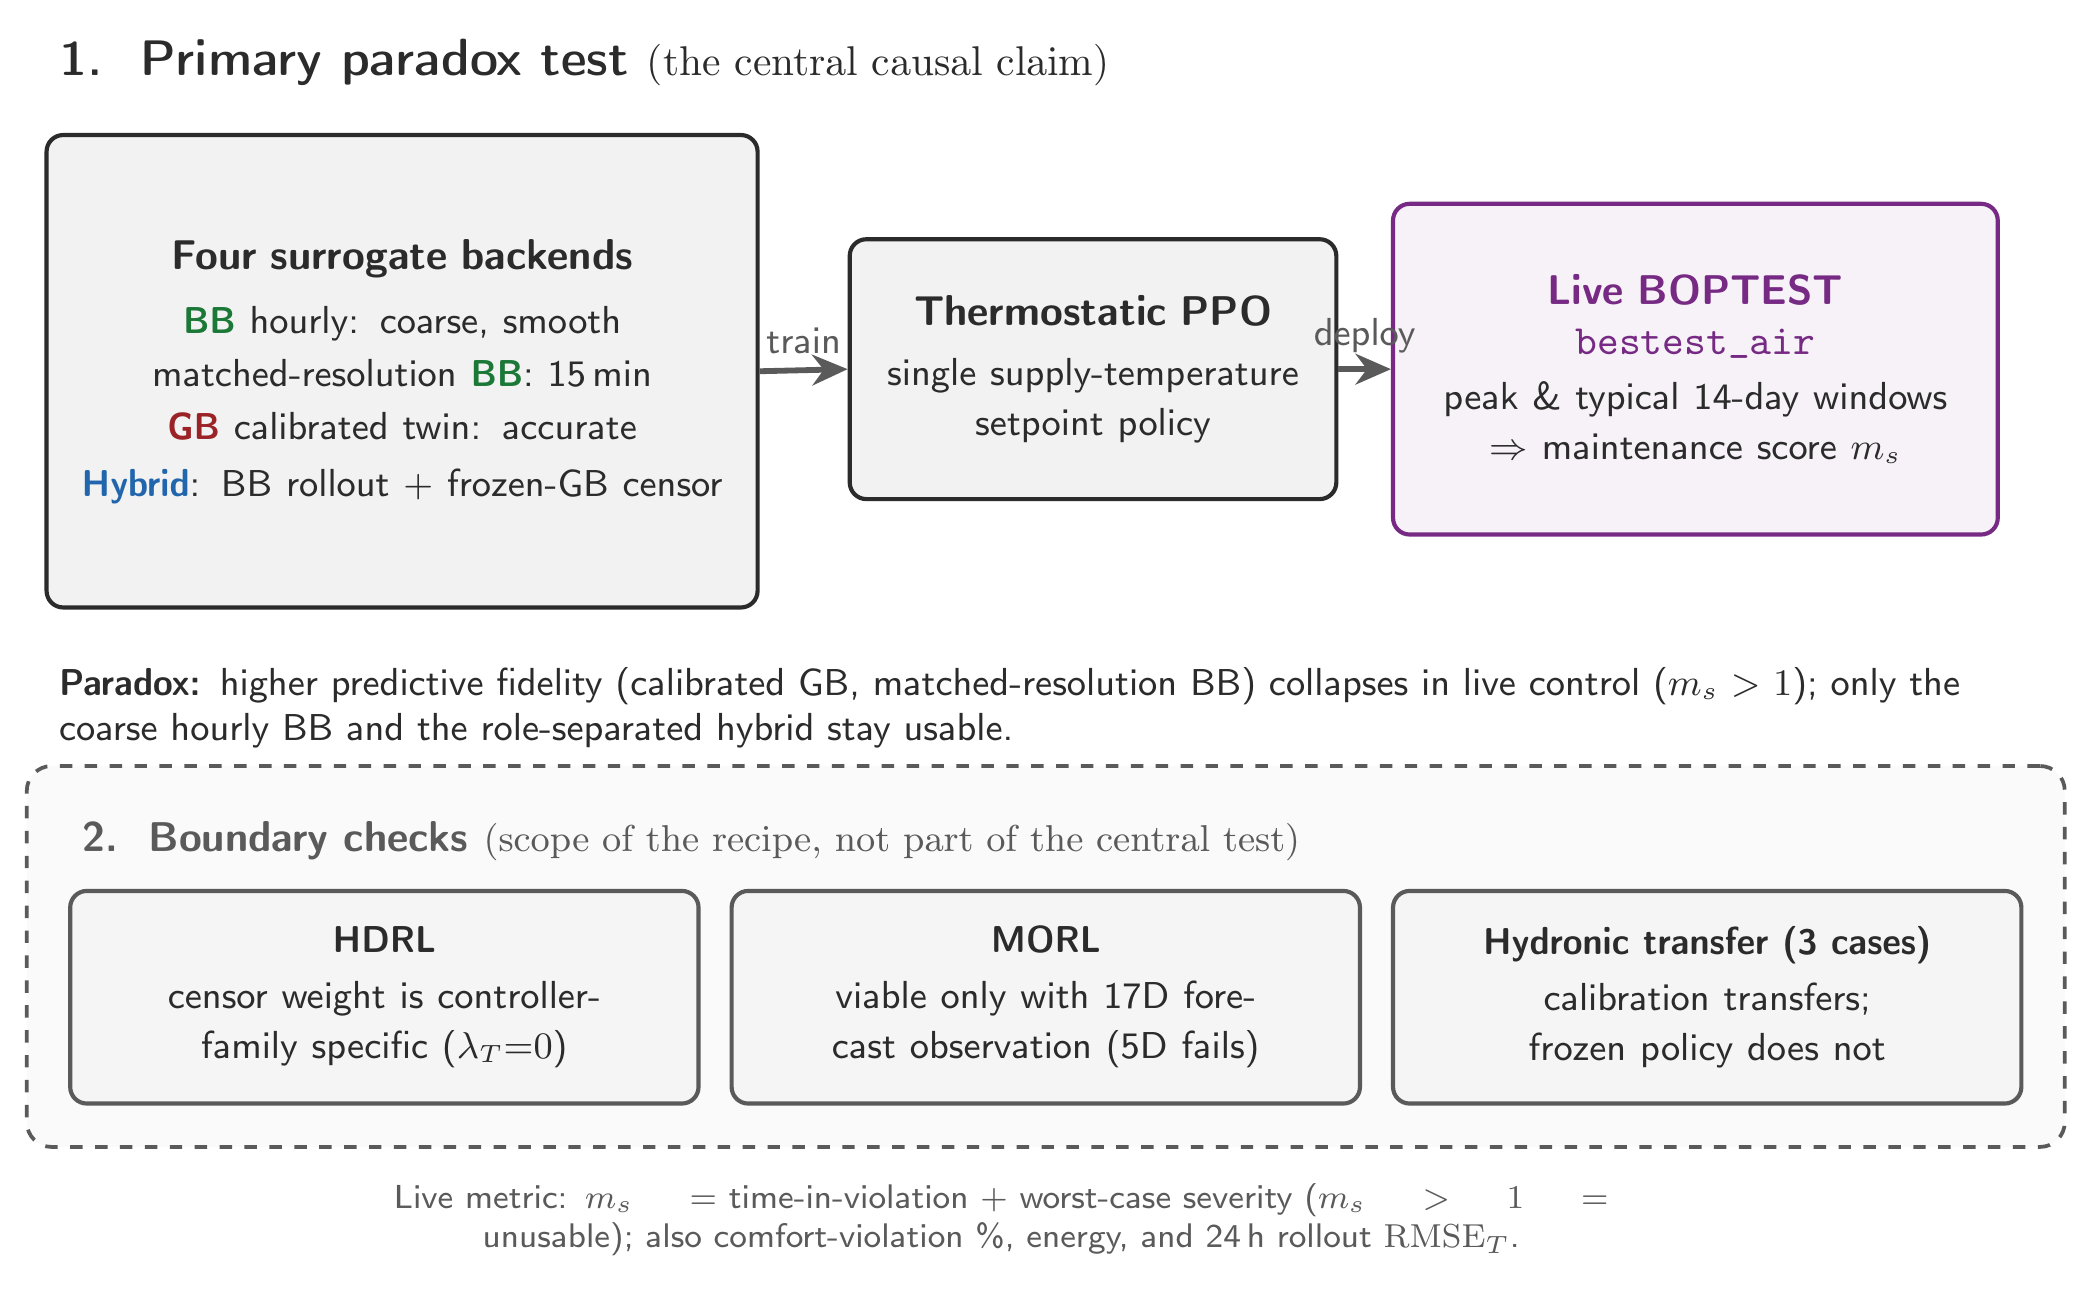 1. Primary paradox test (the central causal claim)
Four surrogate backends
BB hourly: coarse, smooth
matched-resolution BB: 15 min
GB calibrated twin: accurate
Hybrid: BB rollout + frozen-GB censor
train
Thermostatic PPO
single supply-temperature
setpoint policy
deploy
Live BOPTEST
bestest_air
peak & typical 14-day windows
⇒ maintenance score mₛ
Paradox: higher predictive fidelity (calibrated GB, matched-resolution BB) collapses in live control (mₛ > 1); only the
coarse hourly BB and the role-separated hybrid stay usable.
2. Boundary checks (scope of the recipe, not part of the central test)
HDRL
censor weight is controller-
family specific (λ_T=0)
MORL
viable only with 17D fore-
cast observation (5D fails)
Hydronic transfer (3 cases)
calibration transfers;
frozen policy does not
Live metric: mₛ = time-in-violation + worst-case severity (mₛ > 1 =
unusable); also comfort-violation %, energy, and 24 h rollout RMSE_T.